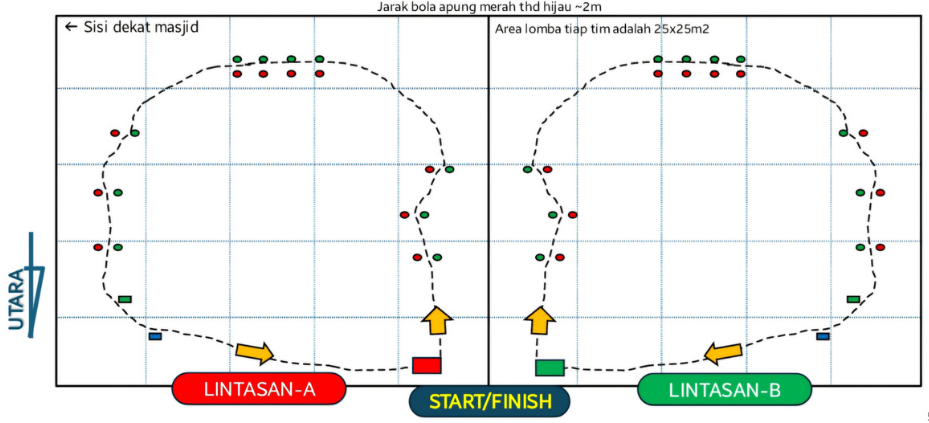 Jarak bola apung merah thd hijau ~2m
← Sisi dekat masjid
Area lomba tiap tim adalah 25x25m2
UTARA
LINTASAN-A
START/FINISH
LINTASAN-B